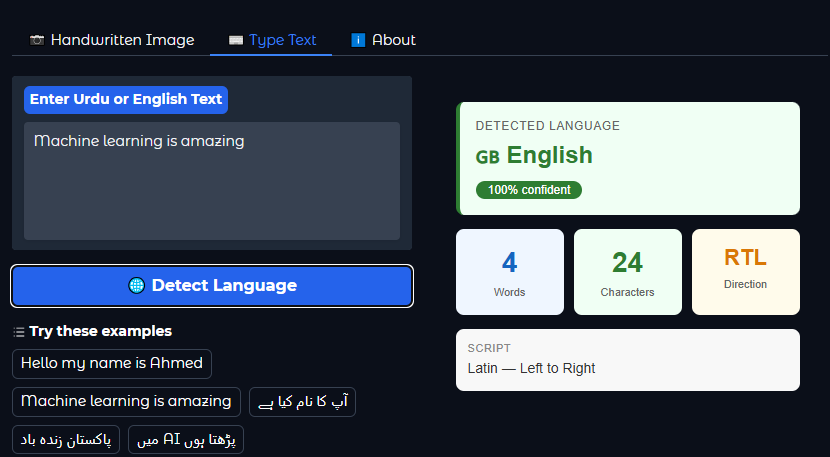 Handwritten Image Type Text About
Enter Urdu or English Text
Machine learning is amazing
Detect Language
Try these examples
Hello my name is Ahmed
Machine learning is amazing
آپ کا نام کیا ہے
پاکستان زندہ باد
میں AI پڑھتا ہوں
DETECTED LANGUAGE
GB English
100% confident
4
Words
24
Characters
RTL
Direction
SCRIPT
Latin — Left to Right